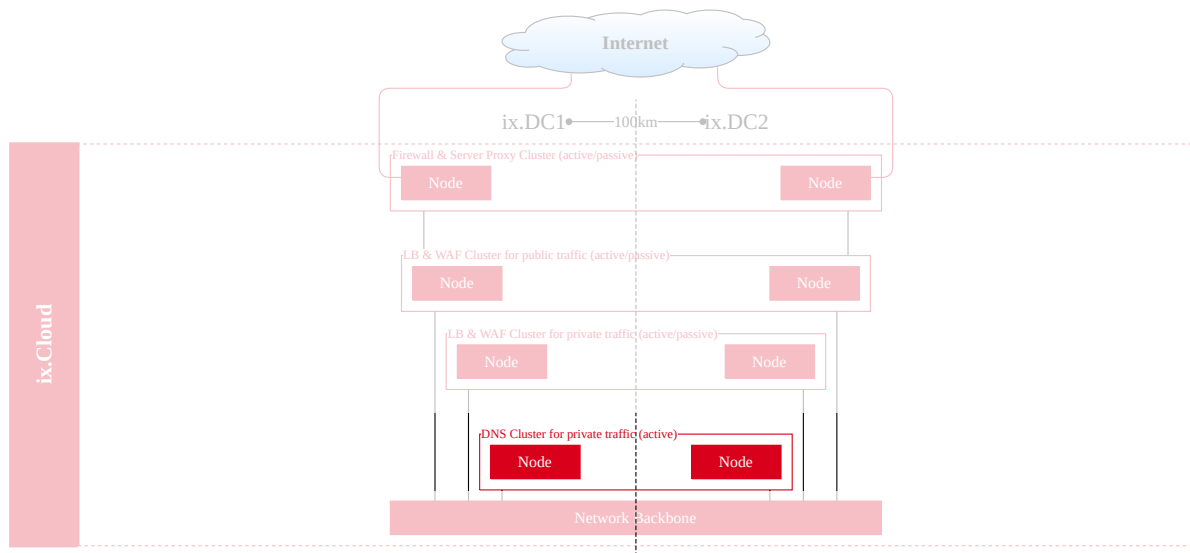 Internet
ix.DC1 100km ix.DC2
Firewall & Server Proxy Cluster (active/passive)
Node Node
LB & WAF Cluster for public traffic (active/passive)
Node Node
ix.Cloud
LB & WAF Cluster for private traffic (active/passive)
Node Node
DNS Cluster for private traffic (active)
Node Node
Network Backbone